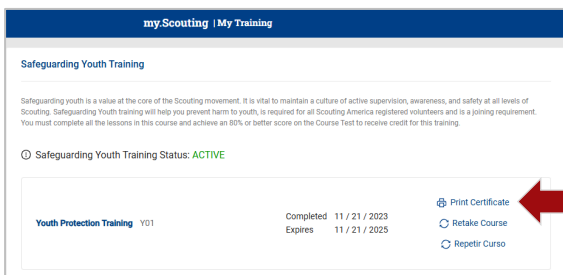 my.Scouting | My Training
Safeguarding Youth Training
Safeguarding youth is a value at the core of the Scouting movement. It is vital to maintain a culture of active supervision, awareness, and safety at all levels of
Scouting. Safeguarding Youth training will help you prevent harm to youth, is required for all Scouting America registered volunteers and is a joining requirement.
You must complete all the lessons in this course and achieve an 80% or better score on the Course Test to receive credit for this training.
Safeguarding Youth Training Status: ACTIVE
Print Certificate
Youth Protection Training Y01
Completed 11 / 21 / 2023
Retake Course
Expires 11 / 21 / 2025
Repetir Curso